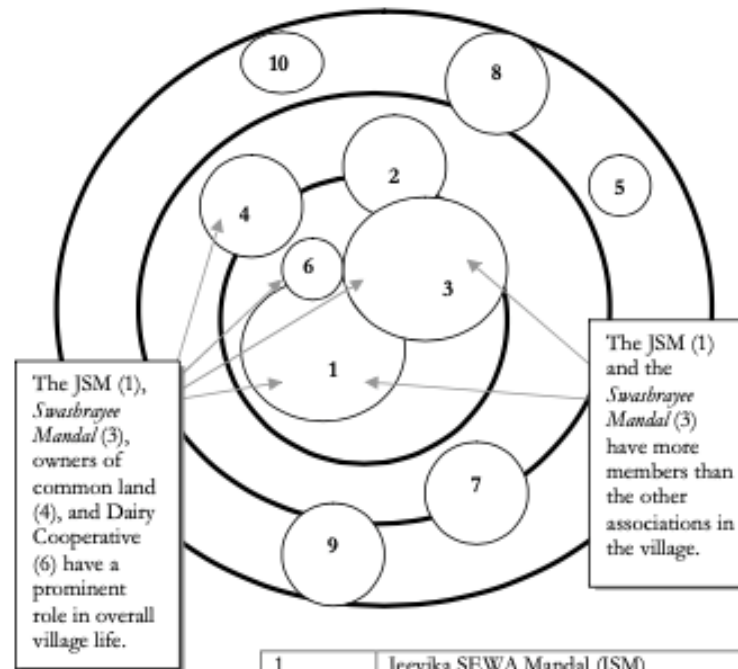 10
8
5
2
4
6
3
1
7
9
The JSM (1),
Swashrayee
Mandal (3),
owners of
common land
(4), and Dairy
Cooperative
(6) have a
prominent
role in overall
village life.
The JSM (1)
and the
Swashrayee
Mandal (3)
have more
members than
the other
associations in
the village.
1 Jeevika SEWA Mandal (JSM)